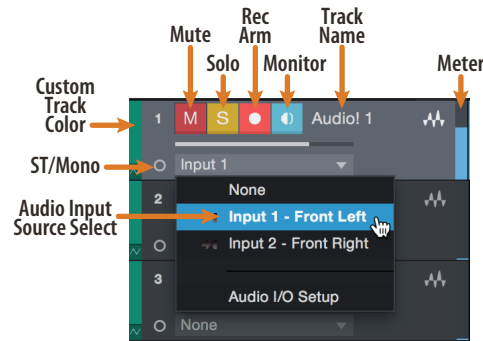 Mute
Solo
Rec
Arm
Monitor
Track
Name
Meter
Custom
Track
Color
1 M S Audio! 1
ST/Mono
Input 1
Audio Input
Source Select
None
Input 1 - Front Left
Input 2 - Front Right
Audio I/O Setup
2
3
None